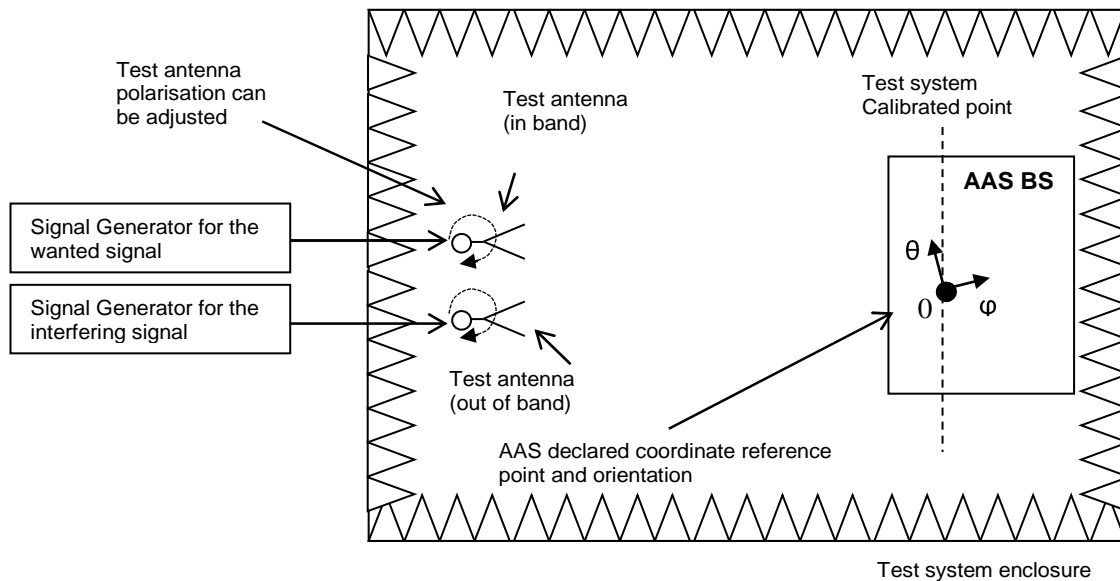 Test antenna
polarisation can
be adjusted
Test antenna
(in band)
Test system
Calibrated point
AAS BS
Signal Generator for the
wanted signal
θ
0
φ
Signal Generator for the
interfering signal
Test antenna
(out of band)
AAS declared coordinate reference
point and orientation
Test system enclosure